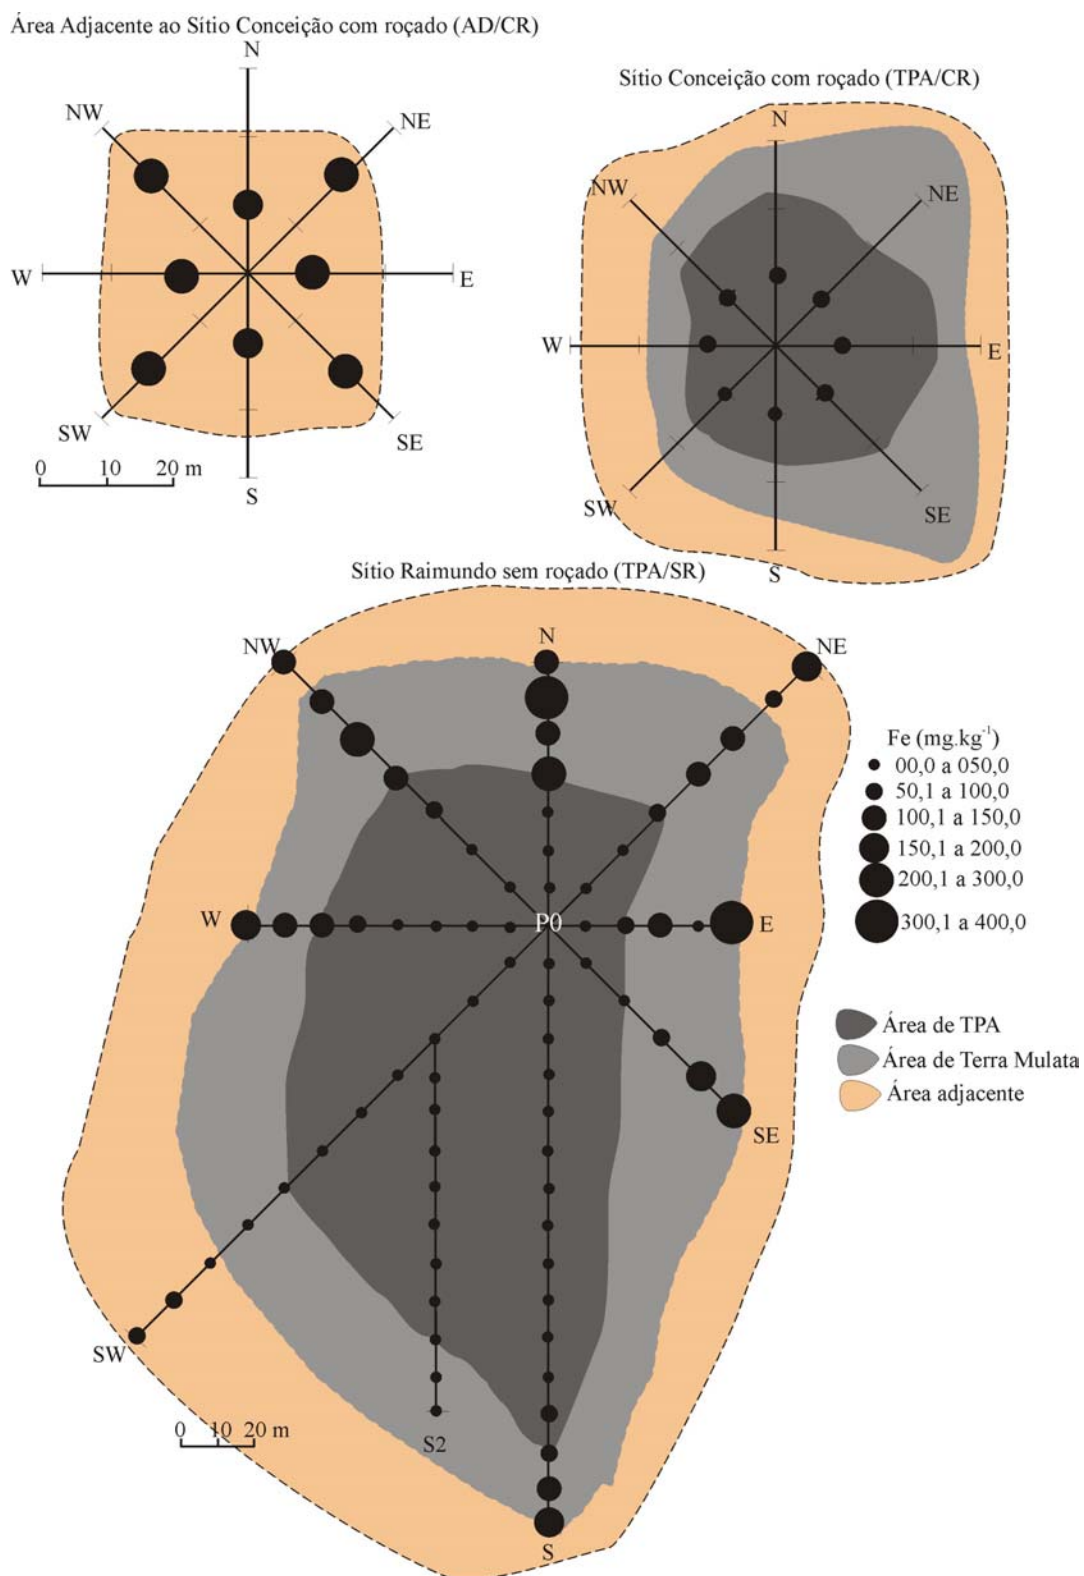 Área Adjacente ao Sítio Conceição com roçado (AD/CR)
N
NW
NE
W
E
SW
SE
S
0 10 20 m
Sítio Conceição com roçado (TPA/CR)
N
NW
NE
W
E
SW
SE
S
Sítio Raimundo sem roçado (TPA/SR)
NW
N
NE
W
P0
E
SE
SW
S2
S
0 10 20 m
Fe (mg.kg⁻¹)
00,0 a 050,0
50,1 a 100,0
100,1 a 150,0
150,1 a 200,0
200,1 a 300,0
300,1 a 400,0
Área de TPA
Área de Terra Mulata
Área adjacente